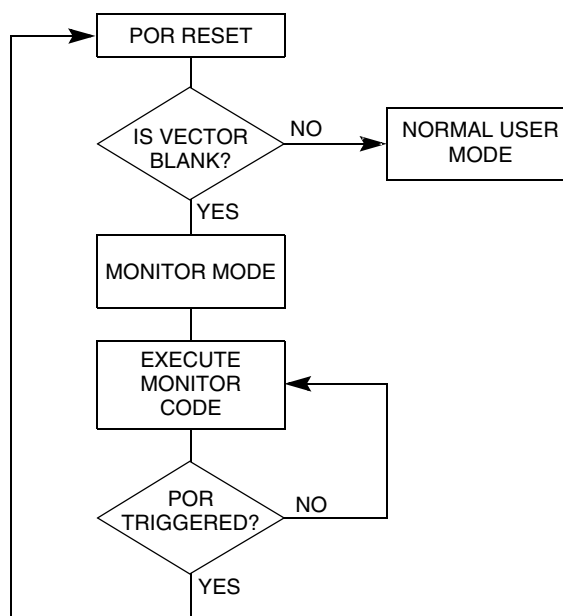 POR RESET
IS VECTOR
BLANK?
NO
NORMAL USER
MODE
YES
MONITOR MODE
EXECUTE
MONITOR
CODE
POR
TRIGGERED?
NO
YES